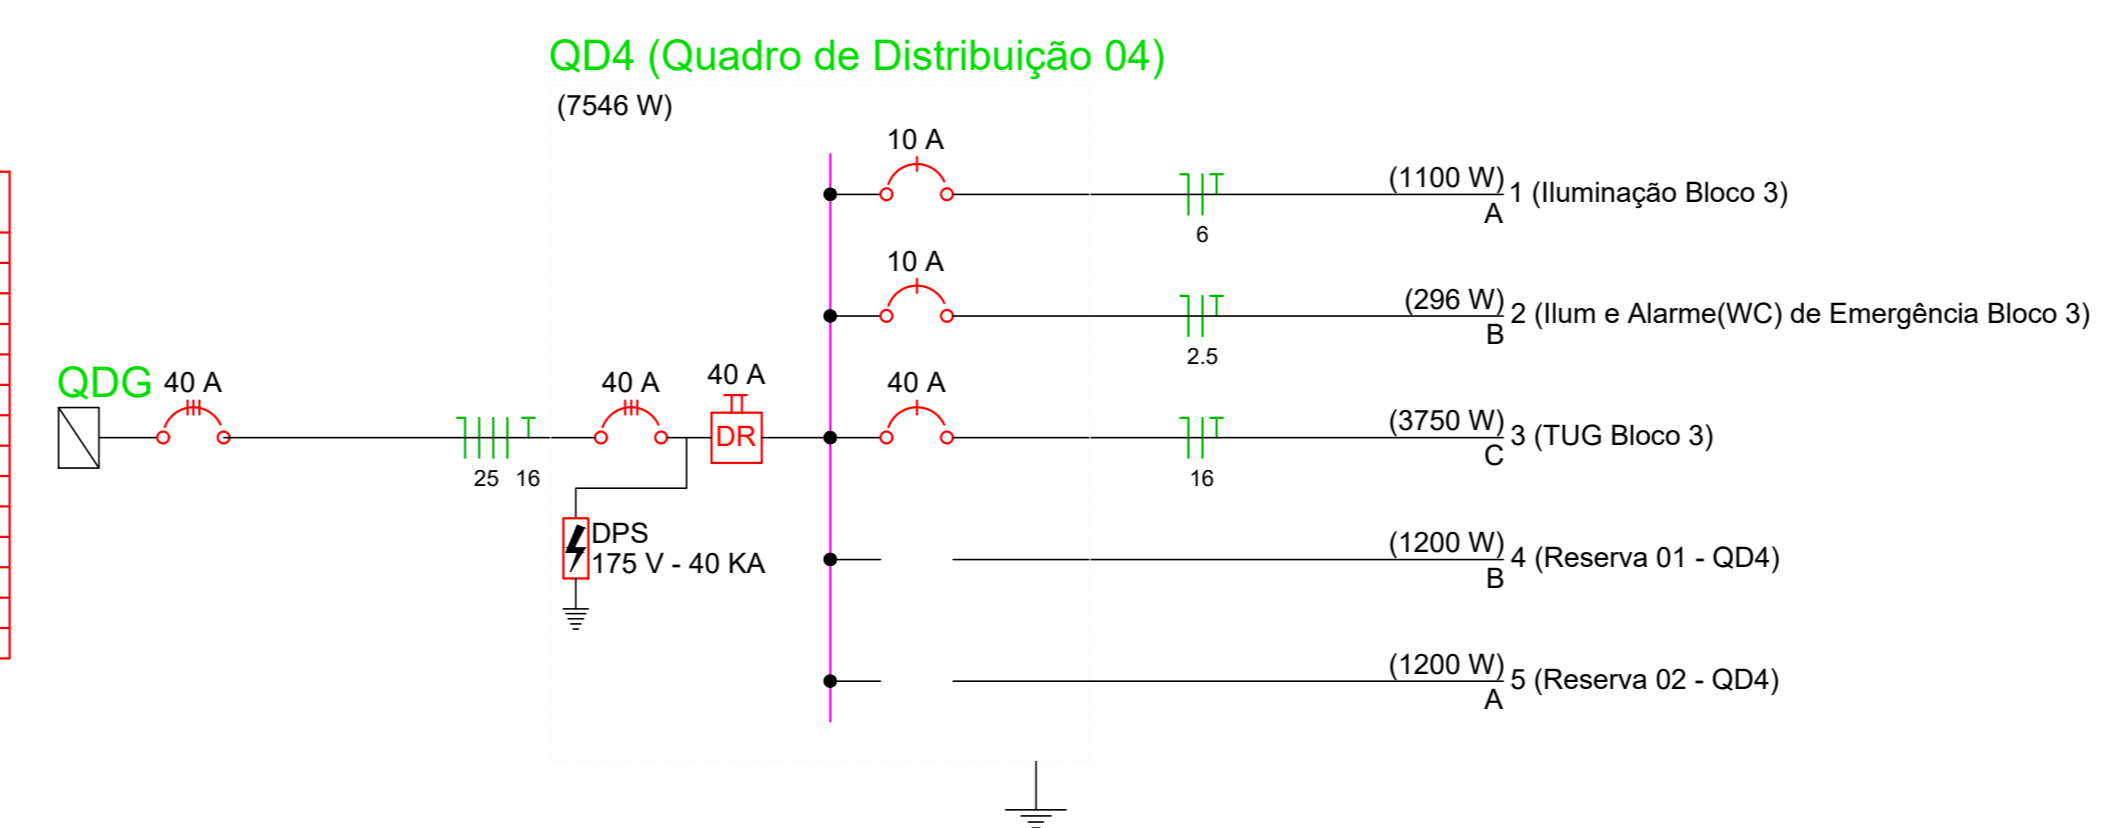 QD4 (Quadro de Distribuição 04)
(7546 W)
10 A
(1100 W) 1 (Iluminação Bloco 3)
A
6
10 A
(296 W) 2 (Ilum e Alarme(WC) de Emergência Bloco 3)
B
2.5
QDG 40 A 40 A 40 A 40 A
DR
(3750 W) 3 (TUG Bloco 3)
C
25 16 16
DPS
175 V - 40 KA
(1200 W) 4 (Reserva 01 - QD4)
B
(1200 W) 5 (Reserva 02 - QD4)
A